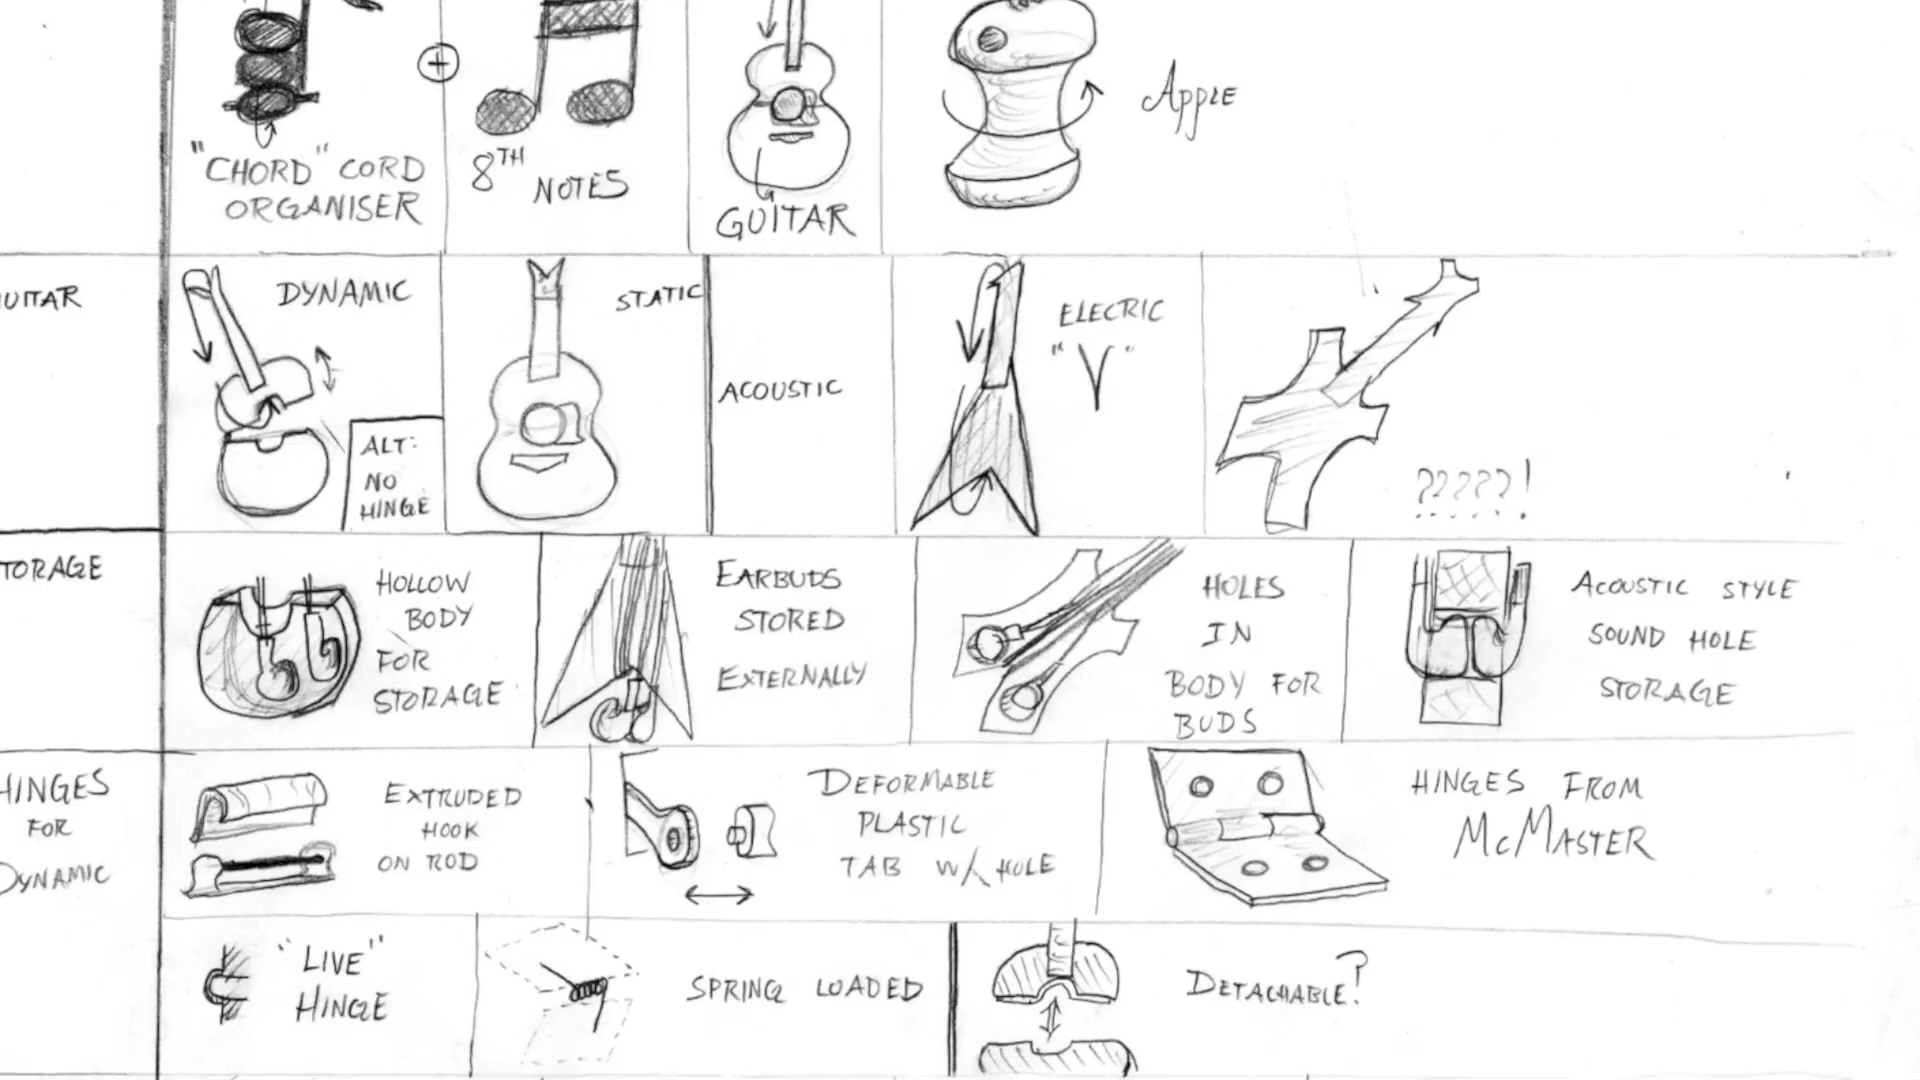 "CHORD" CORD
ORGANISER
8TH NOTES
GUITAR
APPLE
UITAR
DYNAMIC
ALT:
NO
HINGE
STATIC
ACOUSTIC
ELECRIC
"V"
?????!
TORAGE
HOLLOW
BODY
FOR
STORAGE
EARBUDS
STORED
EXTERNALLY
HOLES
IN
BODY FOR
BUDS
ACOUSTIC STYLE
SOUND HOLE
STORAGE
HINGES
FOR
DYNAMIC
EXTRUDED
HOOK
ON ROD
DEFORMABLE
PLASTIC
TAB W/ HOLE
HINGES FROM
MCMASTER
"LIVE"
HINGE
SPRING LOADED
DETACHABLE?